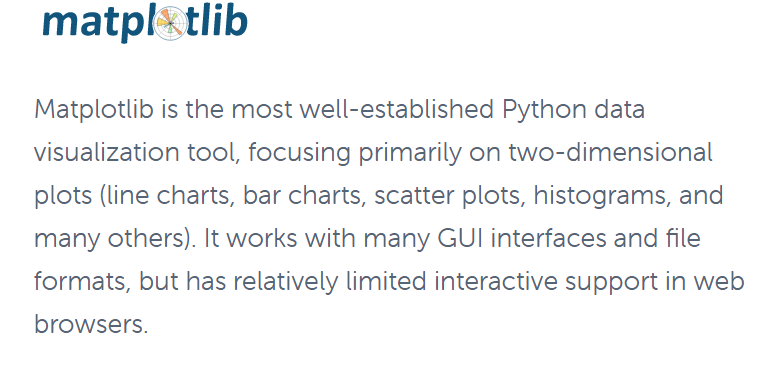 matplotlib
Matplotlib is the most well-established Python data
visualization tool, focusing primarily on two-dimensional
plots (line charts, bar charts, scatter plots, histograms, and
many others). It works with many GUI interfaces and file
formats, but has relatively limited interactive support in web
browsers.